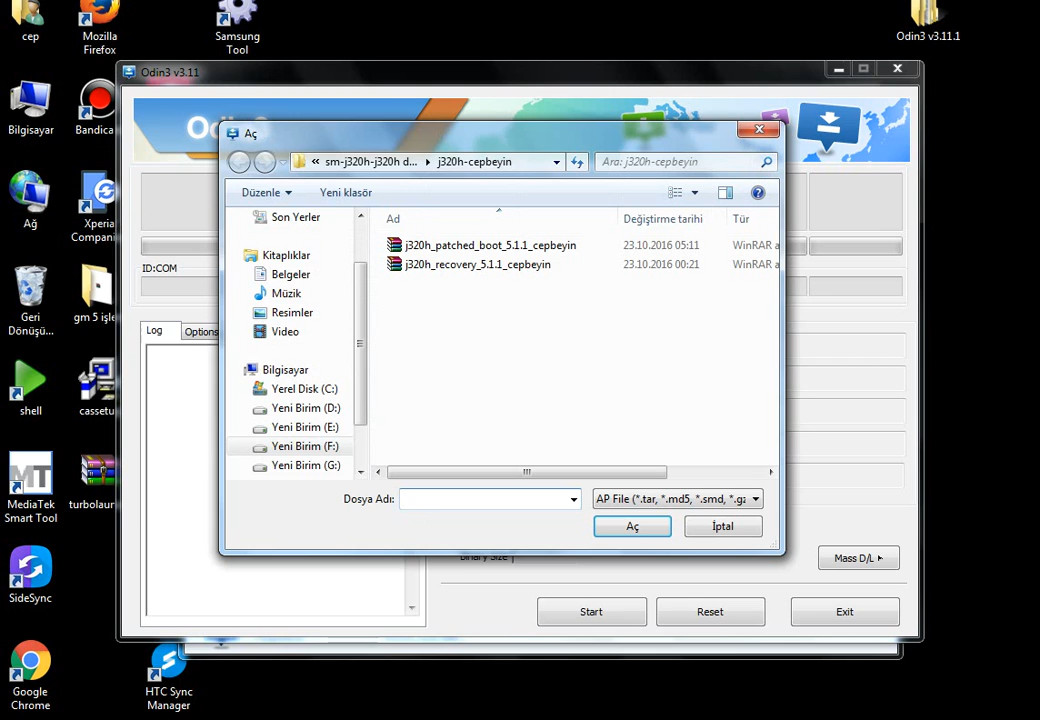 cep
Mozilla
Firefox
Samsung
Tool
Odin3 v3.11.1
Bilgisayar
Bandica
Ağ
Xperia
Compani
Geri
Dönüşü...
gm 5 işle
shell
cassetu
MediaTek
Smart Tool
turbolaur
SideSync
Google
Chrome
HTC Sync
Manager
Odin3 v3.11
ID:COM
Log
Options
Mass D/L
Start
Reset
Exit
Aç
« sm-j320h-j320h d... ▸ j320h-cepbeyin
Ara: j320h-cepbeyin
Düzenle
Yeni klasör
Son Yerler
Kitaplıklar
Belgeler
Müzik
Resimler
Video
Bilgisayar
Yerel Disk (C:)
Yeni Birim (D:)
Yeni Birim (E:)
Yeni Birim (F:)
Yeni Birim (G:)
Ad
Değiştirme tarihi
Tür
j320h_patched_boot_5.1.1_cepbeyin 23.10.2016 05:11 WinRAR a
j320h_recovery_5.1.1_cepbeyin 23.10.2016 00:21 WinRAR a
Dosya Adı:
AP File (*.tar, *.md5, *.smd, *.gz
Aç
İptal
Binary Size